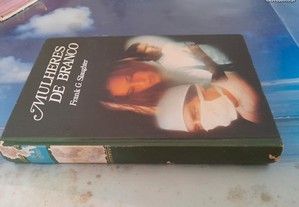 MULHERES
DE BRANCO
Frank G. Slaughter